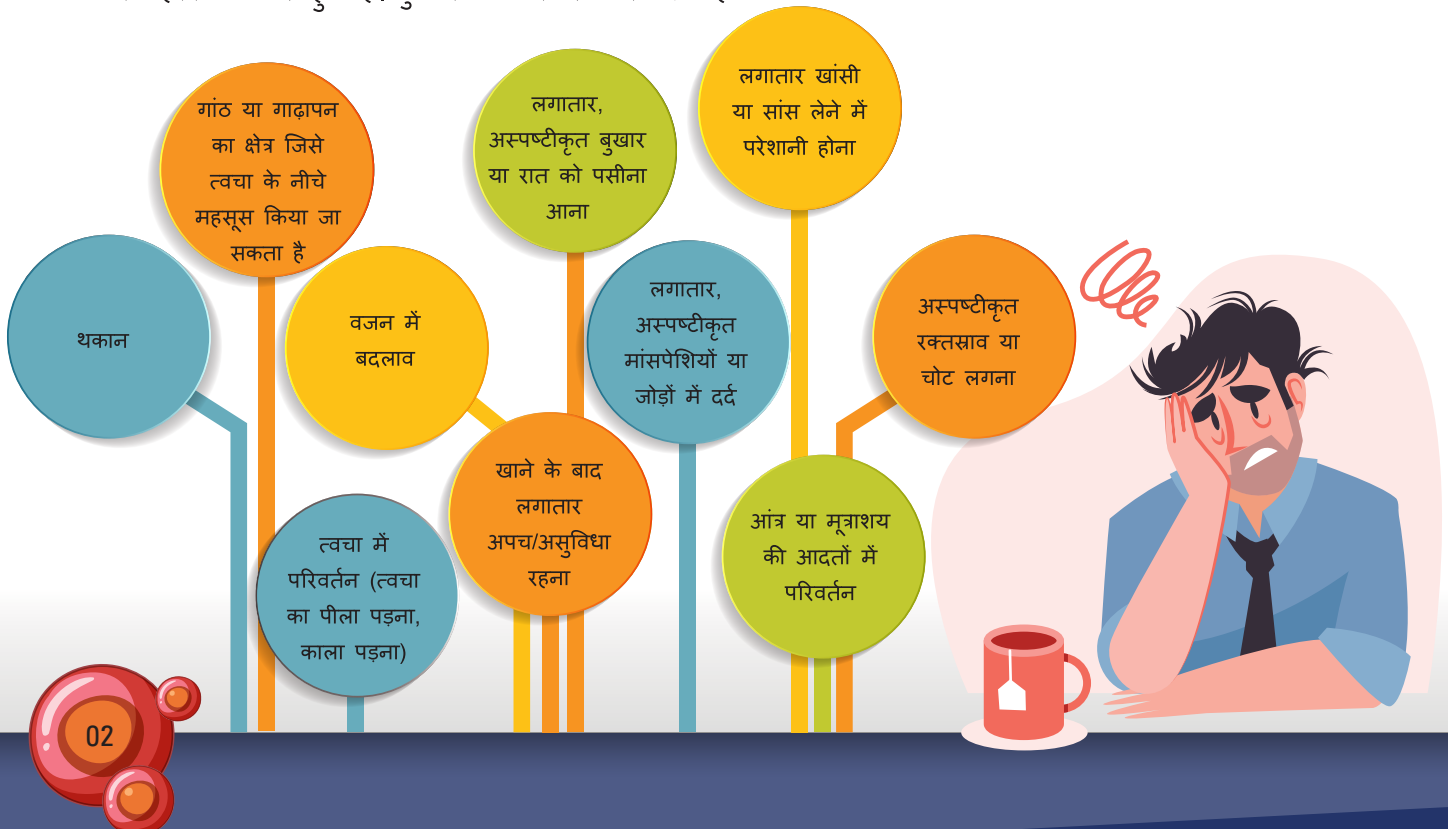 थकान
गांठ या गाढ़ापन
का क्षेत्र जिसे
त्वचा के नीचे
महसूस किया जा
सकता है
वजन में
बदलाव
लगातार,
अस्पष्टीकृत बुखार
या रात को पसीना
आना
लगातार खांसी
या सांस लेने में
परेशानी होना
लगातार,
अस्पष्टीकृत
मांसपेशियों या
जोड़ों में दर्द
अस्पष्टीकृत
रक्तस्राव या
चोट लगना
त्वचा में
परिवर्तन (त्वचा
का पीला पड़ना,
काला पड़ना)
खाने के बाद
लगातार
अपच/असुविधा
रहना
आंत्र या मूत्राशय
की आदतों में
परिवर्तन
02